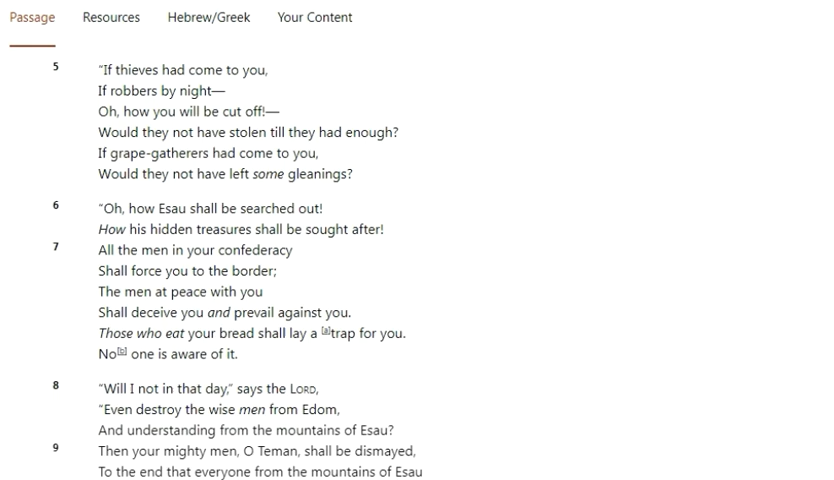 Passage Resources Hebrew/Greek Your Content
5 "If thieves had come to you,
If robbers by night—
Oh, how you will be cut off!—
Would they not have stolen till they had enough?
If grape-gatherers had come to you,
Would they not have left some gleanings?
6 "Oh, how Esau shall be searched out!
How his hidden treasures shall be sought after!
7 All the men in your confederacy
Shall force you to the border;
The men at peace with you
Shall deceive you and prevail against you.
Those who eat your bread shall lay a [a]trap for you.
No[b] one is aware of it.
8 "Will I not in that day," says the LORD,
"Even destroy the wise men from Edom,
And understanding from the mountains of Esau?
9 Then your mighty men, O Teman, shall be dismayed,
To the end that everyone from the mountains of Esau